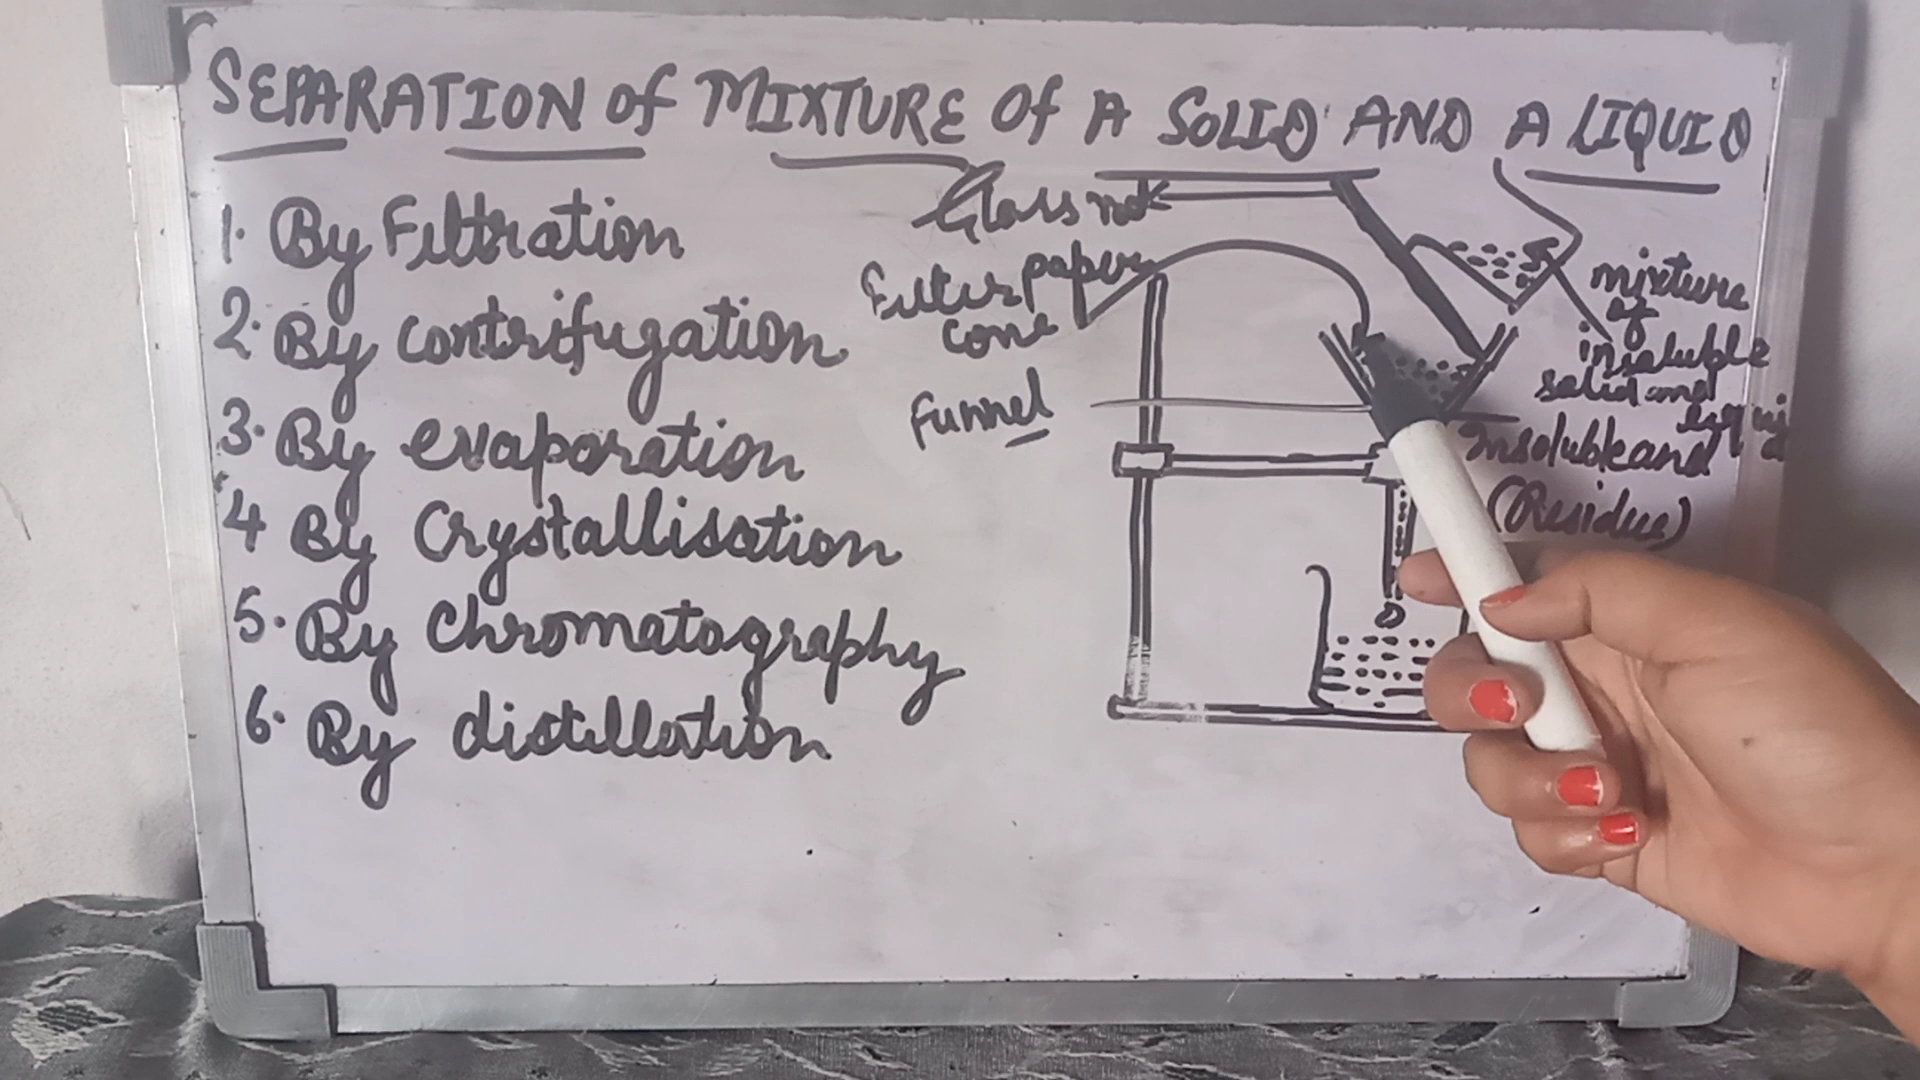 SEPARATION of MIXTURE Of A SOLID AND A LIQUID
1. By Filtration
2. By contrifugation
3. By evaporation
4 By Crystallisation
5. By Chromatography
6. By distillation
Glass rod
Filter paper
cone
Funnel
mixture
of
insoluble
solid and
liquid
Insoluble and
(Residue)